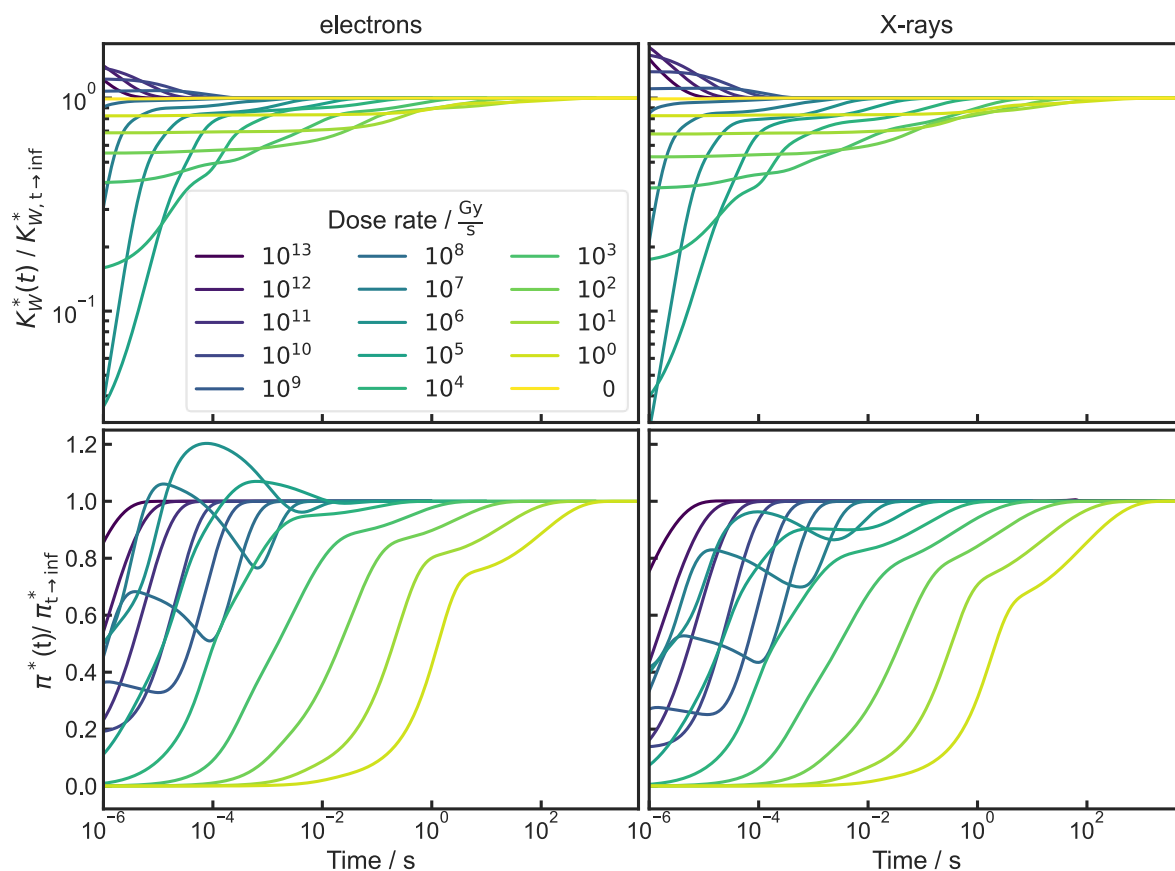 electrons
X-rays
10^0
10^-1
K*_W(t) / K*_{W, t→inf}
Dose rate / Gy/s
10^13 10^8 10^3
10^12 10^7 10^2
10^11 10^6 10^1
10^10 10^5 10^0
10^9 10^4 0
1.2
1.0
0.8
0.6
0.4
0.2
0.0
π*(t)/ π*_{t→inf}
10^-6 10^-4 10^-2 10^0 10^2 10^-6 10^-4 10^-2 10^0 10^2
Time / s
Time / s